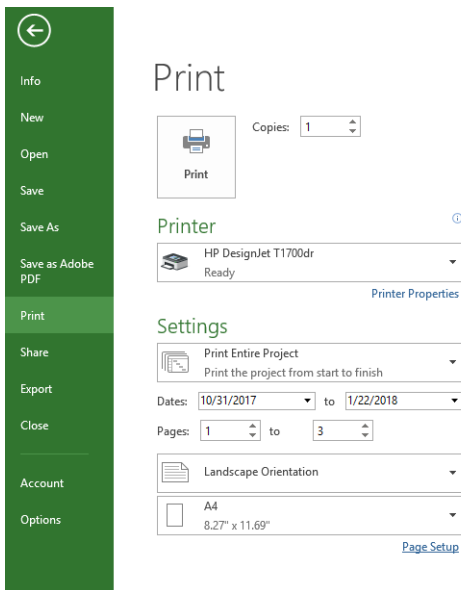 Info
New
Open
Save
Save As
Save as Adobe
PDF
Print
Share
Export
Close
Account
Options
Print
Copies: 1
Print
Printer
HP DesignJet T1700dr
Ready
Printer Properties
Settings
Print Entire Project
Print the project from start to finish
Dates: 10/31/2017 to 1/22/2018
Pages: 1 to 3
Landscape Orientation
A4
8.27" x 11.69"
Page Setup